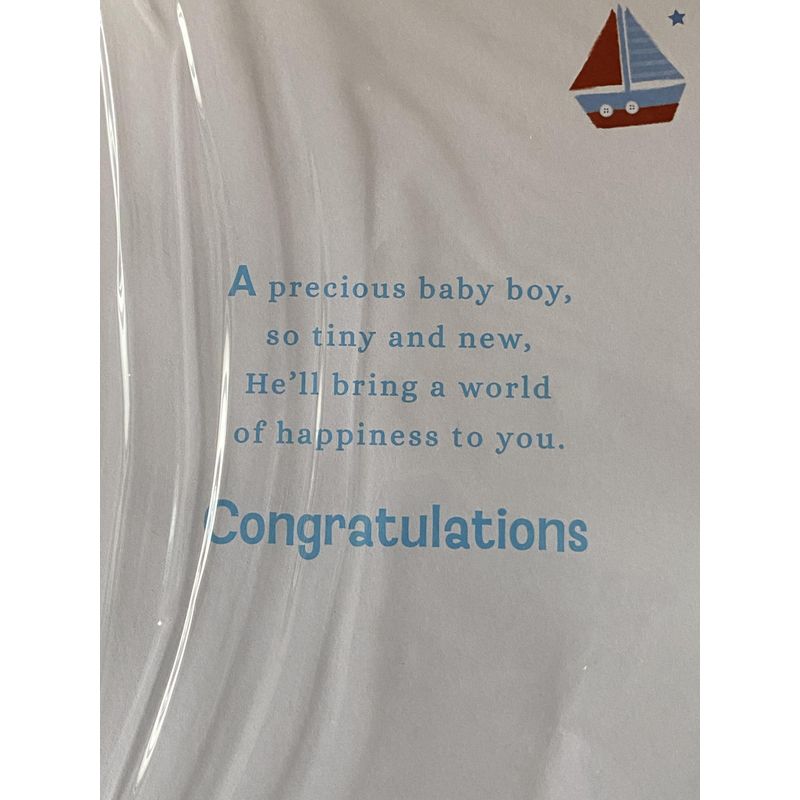 A precious baby boy,
so tiny and new,
He’ll bring a world
of happiness to you.
Congratulations